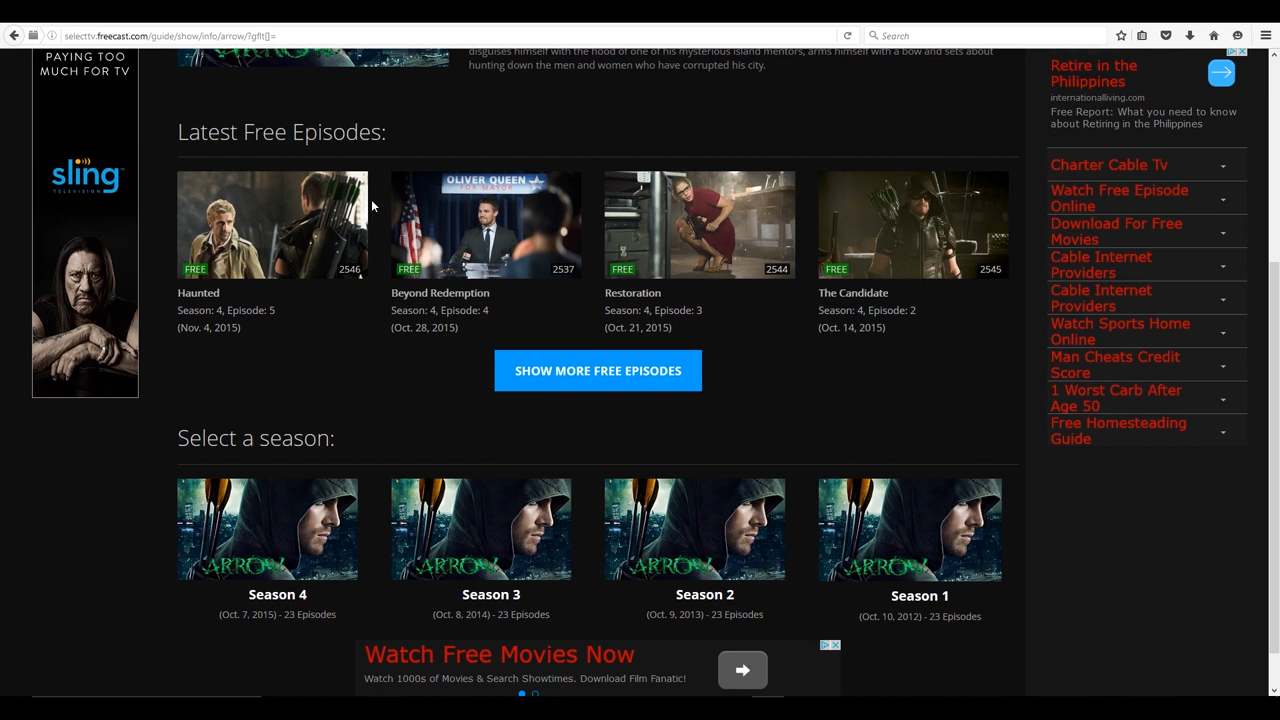 selecttv.freecast.com/guide/show/info/arrow/?gflt[]=
Search
PAYING TOO
MUCH FOR TV
sling
TELEVISION
disguises himself with the hood of one of his mysterious island mentors, arms himself with a bow and sets about
hunting down the men and women who have corrupted his city.
Latest Free Episodes:
OLIVER QUEEN
FOR MAYOR
FREE 2546
FREE 2537
FREE 2544
FREE 2545
Haunted
Season: 4, Episode: 5
(Nov. 4, 2015)
Beyond Redemption
Season: 4, Episode: 4
(Oct. 28, 2015)
Restoration
Season: 4, Episode: 3
(Oct. 21, 2015)
The Candidate
Season: 4, Episode: 2
(Oct. 14, 2015)
SHOW MORE FREE EPISODES
Select a season:
ARROW
ARROW
ARROW
ARROW
Season 4
(Oct. 7, 2015) - 23 Episodes
Season 3
(Oct. 8, 2014) - 23 Episodes
Season 2
(Oct. 9, 2013) - 23 Episodes
Season 1
(Oct. 10, 2012) - 23 Episodes
Watch Free Movies Now
Watch 1000s of Movies & Search Showtimes. Download Film Fanatic!
Retire in the
Philippines
internationalliving.com
Free Report: What you need to know
about Retiring in the Philippines
Charter Cable Tv
Watch Free Episode
Online
Download For Free
Movies
Cable Internet
Providers
Cable Internet
Providers
Watch Sports Home
Online
Man Cheats Credit
Score
1 Worst Carb After
Age 50
Free Homesteading
Guide